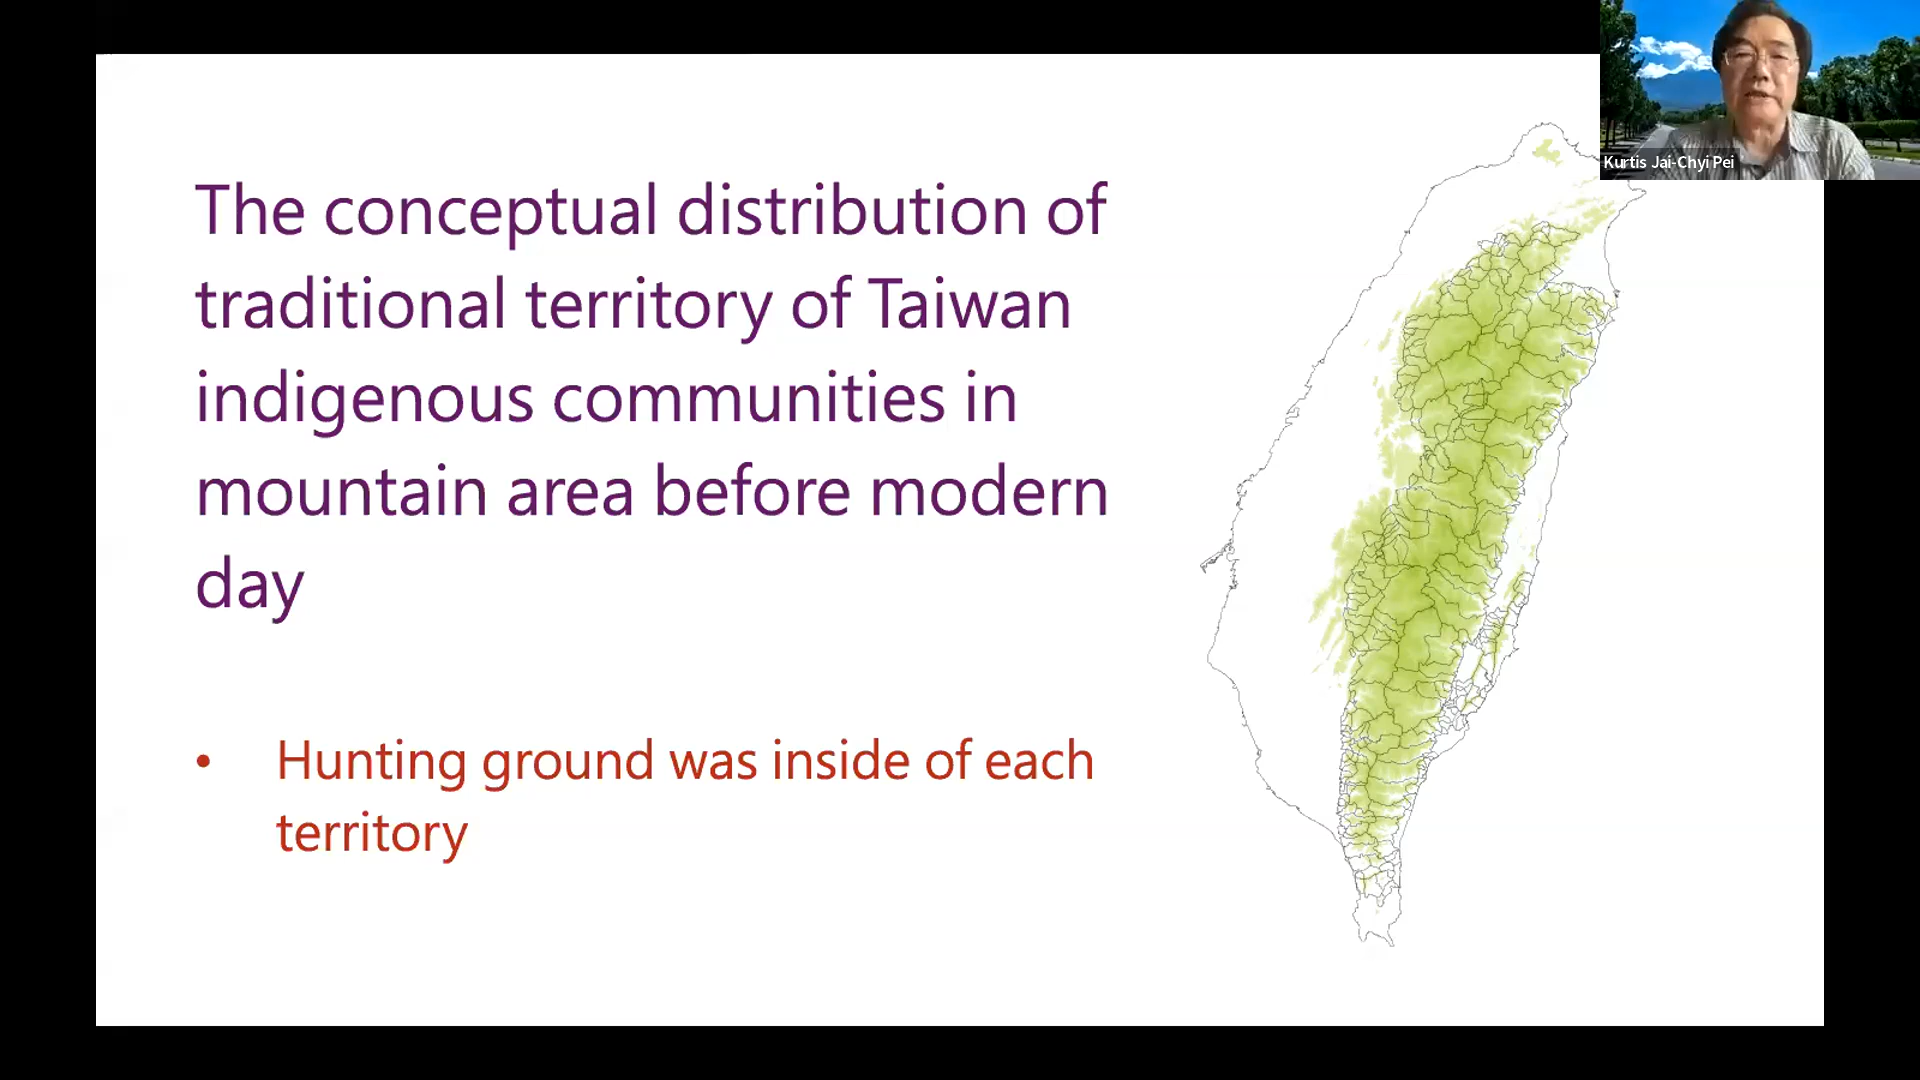 Kurtis Jai-Chyi Pei
The conceptual distribution of
traditional territory of Taiwan
indigenous communities in
mountain area before modern
day
• Hunting ground was inside of each
territory